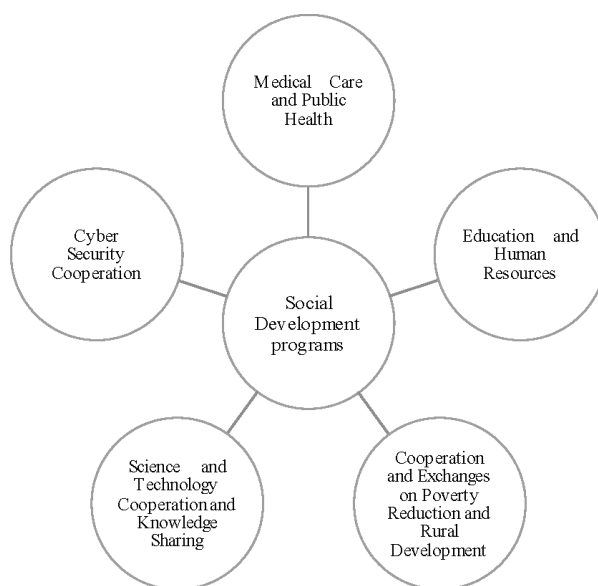 Medical Care
and Public
Health
Cyber
Security
Cooperation
Education and
Human
Resources
Social
Development
programs
Science and
Technology
Cooperation and
Knowledge
Sharing
Cooperation
and Exchanges
on Poverty
Reduction and
Rural
Development